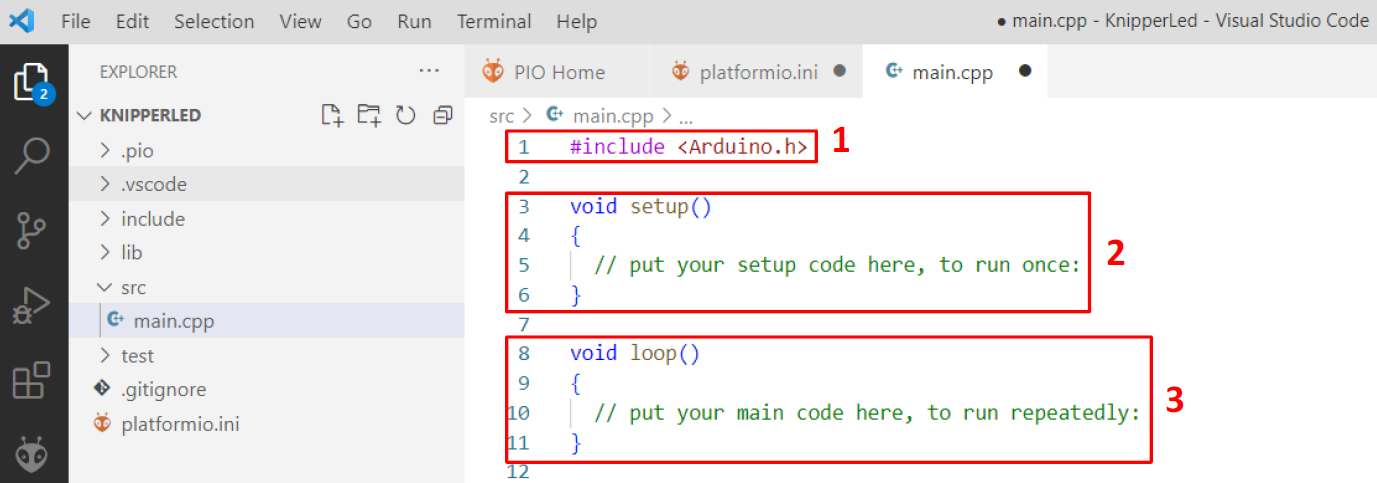 File Edit Selection View Go Run Terminal Help ● main.cpp - KnipperLed - Visual Studio Code
EXPLORER ...
2
KNIPPERLED
.pio
.vscode
include
lib
src
main.cpp
test
.gitignore
platformio.ini
PIO Home platformio.ini ● main.cpp ●
src > main.cpp > ...
1 #include <Arduino.h> 1
2
3 void setup()
4 {
5 // put your setup code here, to run once: 2
6 }
7
8 void loop()
9 {
10 // put your main code here, to run repeatedly: 3
11 }
12